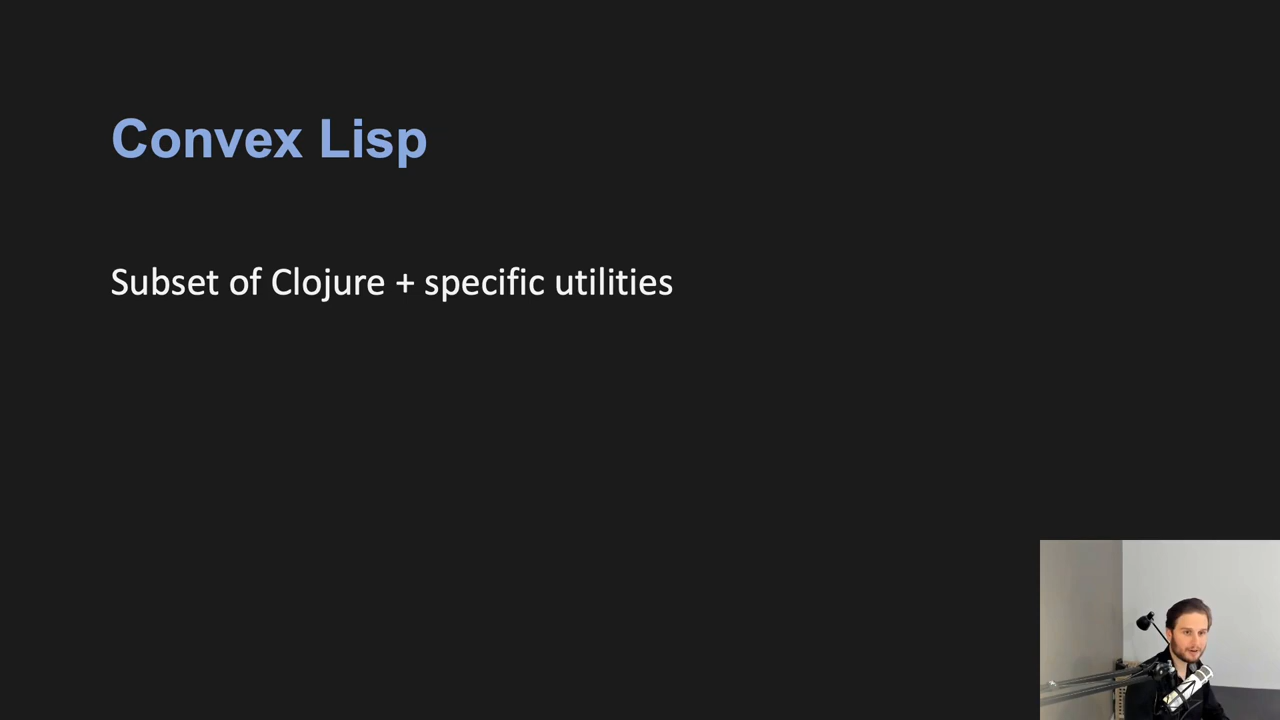 Convex Lisp
Subset of Clojure + specific utilities